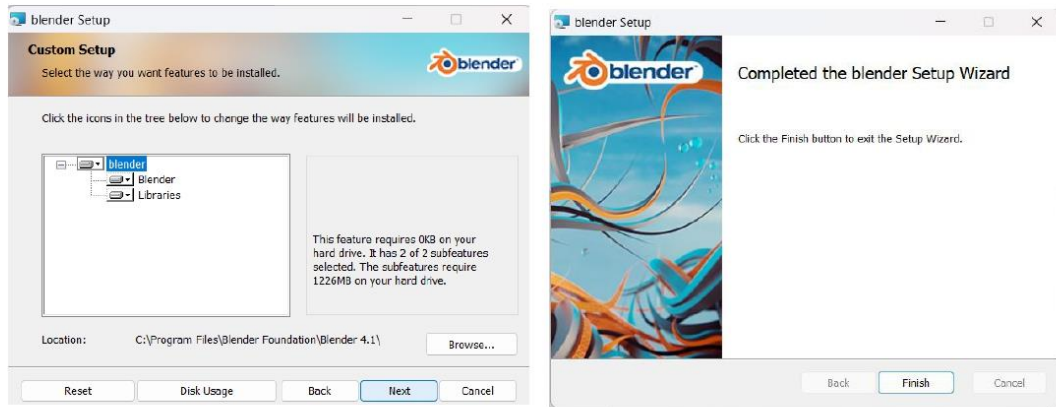 blender Setup
Custom Setup
Select the way you want features to be installed.
blender
Click the icons in the tree below to change the way features will be installed.
blender
Blender
Libraries
This feature requires 0KB on your
hard drive. It has 2 of 2 subfeatures
selected. The subfeatures require
1226MB on your hard drive.
Location: C:\Program Files\Blender Foundation\Blender 4.1\
Browse...
Reset Disk Usage Back Next Cancel
blender Setup
blender
Completed the blender Setup Wizard
Click the Finish button to exit the Setup Wizard.
Back Finish Cancel